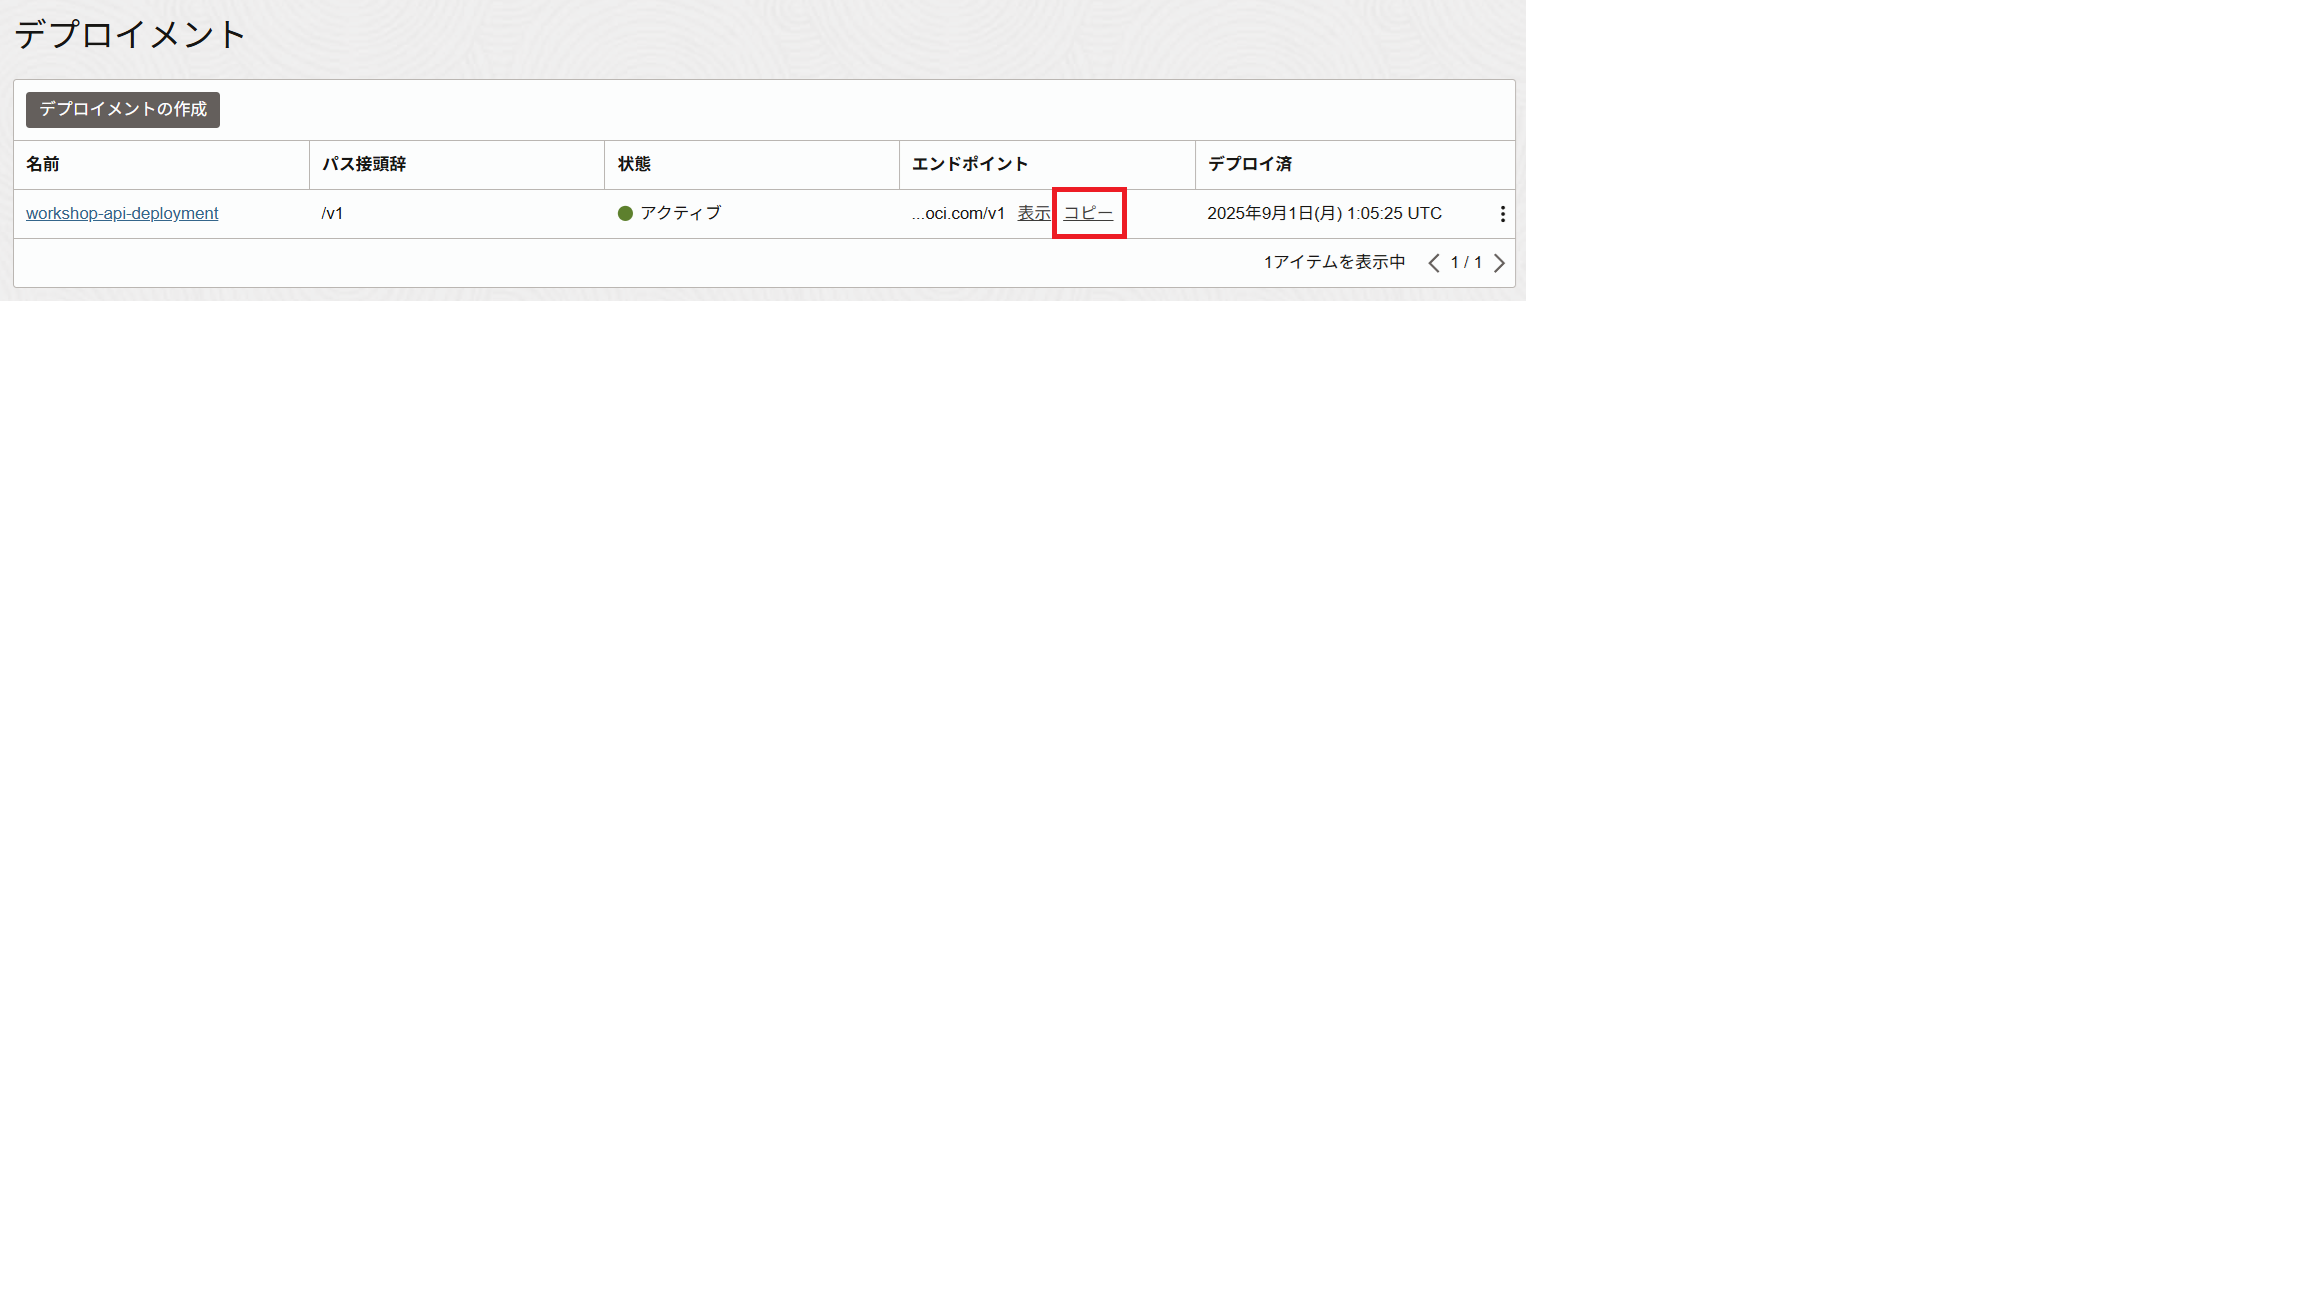 デプロイメント
デプロイメントの作成
名前 パス接頭辞 状態 エンドポイント デプロイ済
workshop-api-deployment /v1 アクティブ ...oci.com/v1 表示 コピー 2025年9月1日(月) 1:05:25 UTC
1アイテムを表示中 1 / 1